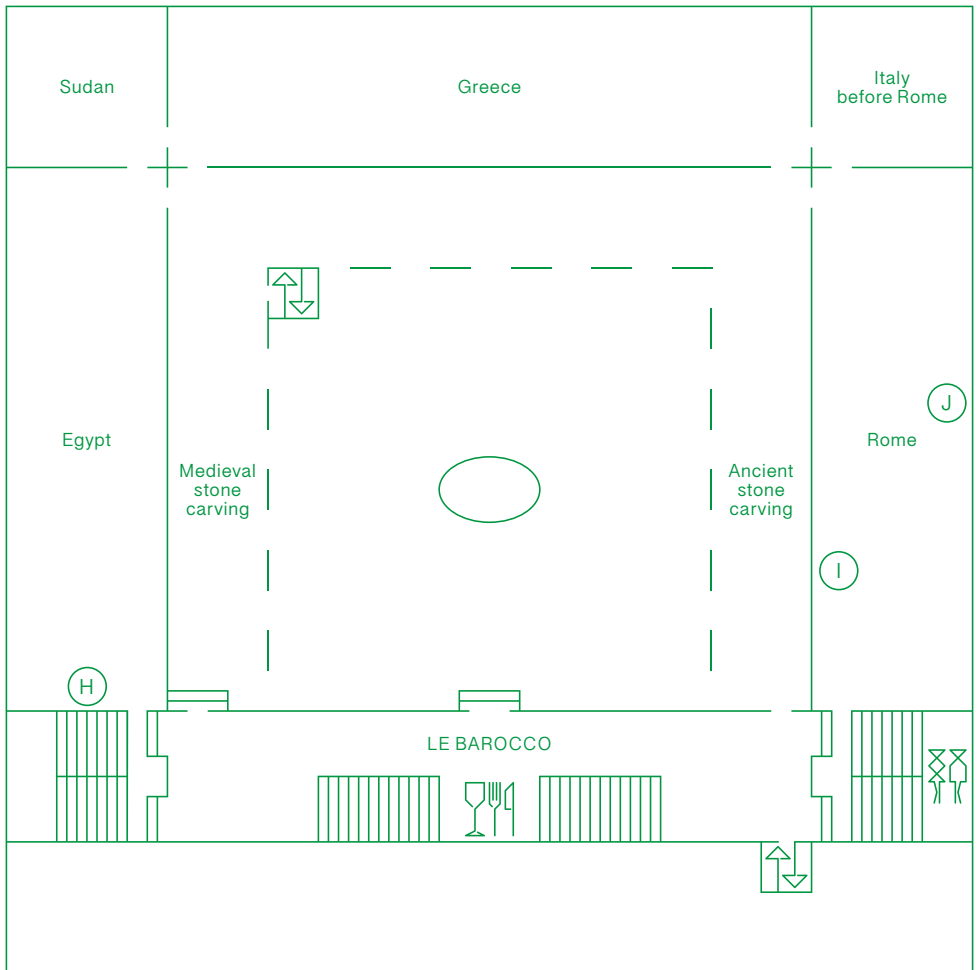 Sudan
Greece
Italy
before Rome
J
Egypt
Rome
Medieval
stone
carving
Ancient
stone
carving
I
H
LE BAROCCO